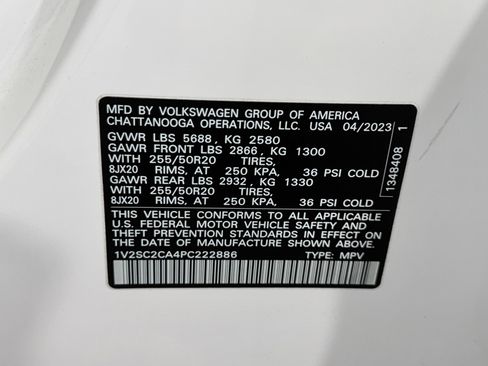 MFD BY VOLKSWAGEN GROUP OF AMERICA
CHATTANOOGA OPERATIONS, LLC. USA 04/2023
GVWR LBS 5688, KG 2580
GAWR FRONT LBS 2866, KG 1300
WITH 255/50R20 TIRES,
8JX20 RIMS, AT 250 KPA, 36 PSI COLD
GAWR REAR LBS 2932, KG 1330
WITH 255/50R20 TIRES,
8JX20 RIMS, AT 250 KPA, 36 PSI COLD
THIS VEHICLE CONFORMS TO ALL APPLICABLE
U.S. FEDERAL MOTOR VEHICLE SAFETY AND
THEFT PREVENTION STANDARDS IN EFFECT ON
THE DATE OF MANUFACTURE SHOWN ABOVE.
1V2SC2CA4PC222886 TYPE: MPV
1348408 1